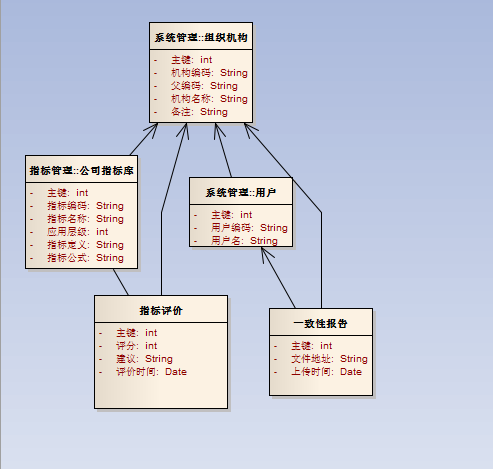 系统管理::组织机构
- 主键: int
- 机构编码: String
- 父编码: String
- 机构名称: String
- 备注: String
指标管理::公司指标库
- 主键: int
- 指标编码: String
- 指标名称: String
- 应用层级: int
- 指标定义: String
- 指标公式: String
系统管理::用户
- 主键: int
- 用户编码: String
- 用户名: String
指标评价
- 主键: int
- 评分: int
- 建议: String
- 评价时间: Date
一致性报告
- 主键: int
- 文件地址: String
- 上传时间: Date